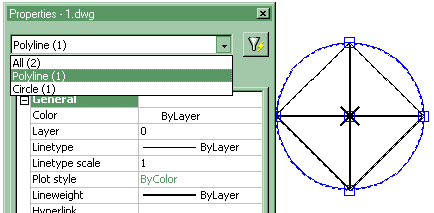 Properties - 1.dwg
Polyline (1)
All (2)
Polyline (1)
Circle (1)
General
Color ByLayer
Layer 0
Linetype ByLayer
Linetype scale 1
Plot style ByColor
Lineweight ByLayer
Hyperlink